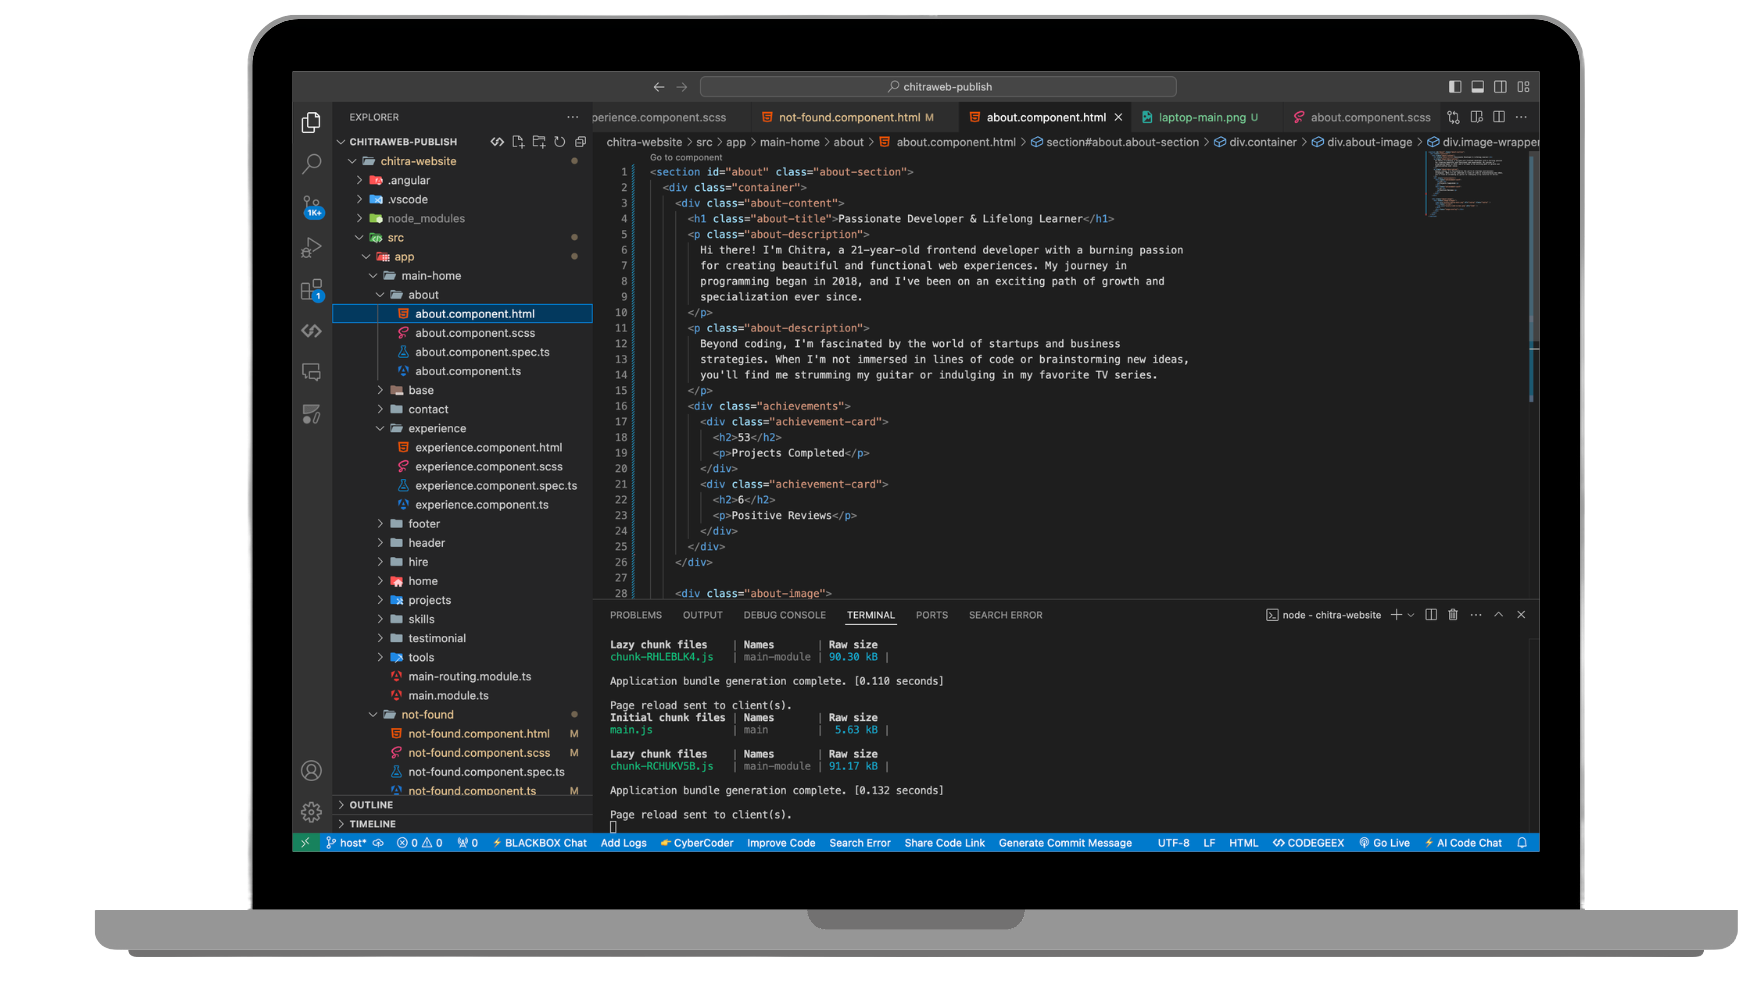 chitraweb-publish
EXPLORER
perience.component.scss
not-found.component.html M
about.component.html
laptop-main.png U
about.component.scss
CHITRAWEB-PUBLISH
chitra-website > src > app > main-home > about > about.component.html > section#about.about-section > div.container > div.about-image > div.image-wrapper
chitra-website
.angular
.vscode
node_modules
src
app
main-home
about
about.component.html
about.component.scss
about.component.spec.ts
about.component.ts
base
contact
experience
experience.component.html
experience.component.scss
experience.component.spec.ts
experience.component.ts
footer
header
hire
home
projects
skills
testimonial
tools
main-routing.module.ts
main.module.ts
not-found
not-found.component.html M
not-found.component.scss M
not-found.component.spec.ts
not-found.component.ts M
OUTLINE
TIMELINE
1K+
1
Go to component
1 <section id="about" class="about-section">
2 <div class="container">
3 <div class="about-content">
4 <h1 class="about-title">Passionate Developer & Lifelong Learner</h1>
5 <p class="about-description">
6 Hi there! I'm Chitra, a 21-year-old frontend developer with a burning passion
7 for creating beautiful and functional web experiences. My journey in
8 programming began in 2018, and I've been on an exciting path of growth and
9 specialization ever since.
10 </p>
11 <p class="about-description">
12 Beyond coding, I'm fascinated by the world of startups and business
13 strategies. When I'm not immersed in lines of code or brainstorming new ideas,
14 you'll find me strumming my guitar or indulging in my favorite TV series.
15 </p>
16 <div class="achievements">
17 <div class="achievement-card">
18 <h2>53</h2>
19 <p>Projects Completed</p>
20 </div>
21 <div class="achievement-card">
22 <h2>6</h2>
23 <p>Positive Reviews</p>
24 </div>
25 </div>
26 </div>
27
28 <div class="about-image">
PROBLEMS OUTPUT DEBUG CONSOLE TERMINAL PORTS SEARCH ERROR
node - chitra-website
Lazy chunk files | Names | Raw size
chunk-RHLEBLK4.js | main-module | 90.30 kB |
Application bundle generation complete. [0.110 seconds]
Page reload sent to client(s).
Initial chunk files | Names | Raw size
main.js | main | 5.63 kB |
Lazy chunk files | Names | Raw size
chunk-RCHUKV5B.js | main-module | 91.17 kB |
Application bundle generation complete. [0.132 seconds]
Page reload sent to client(s).
host* 0 0 0 BLACKBOX Chat Add Logs CyberCoder Improve Code Search Error Share Code Link Generate Commit Message UTF-8 LF HTML CODEGEEX Go Live AI Code Chat